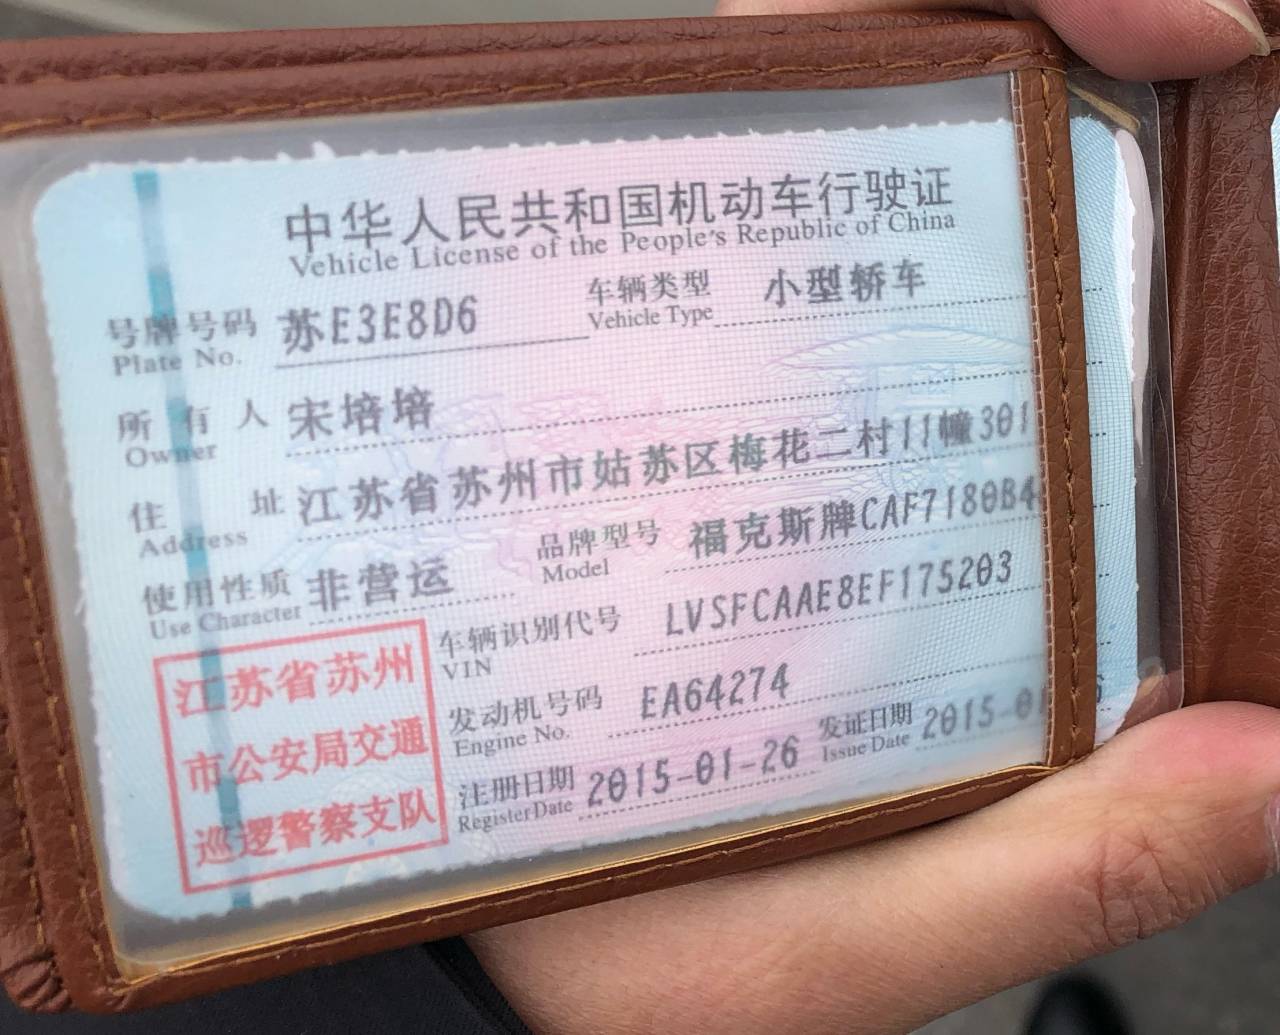 中华人民共和国机动车行驶证
Vehicle License of the People's Republic of China
号牌号码 苏E3E8D6 车辆类型 小型轿车
Plate No. Vehicle Type
所有人 宋培培
Owner
住址 江苏省苏州市姑苏区梅花二村11幢301
Address
使用性质 非营运 品牌型号 福克斯牌CAF7180B4
Use Character Model
车辆识别代号 LVSFCAAE8EF175203
VIN
发动机号码 EA64274
Engine No.
注册日期 2015-01-26 发证日期 2015-01
Register Date Issue Date
江苏省苏州
市公安局交通
巡逻警察支队